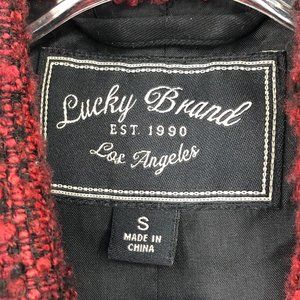 Lucky Brand
EST. 1990
Los Angeles
S
MADE IN
CHINA